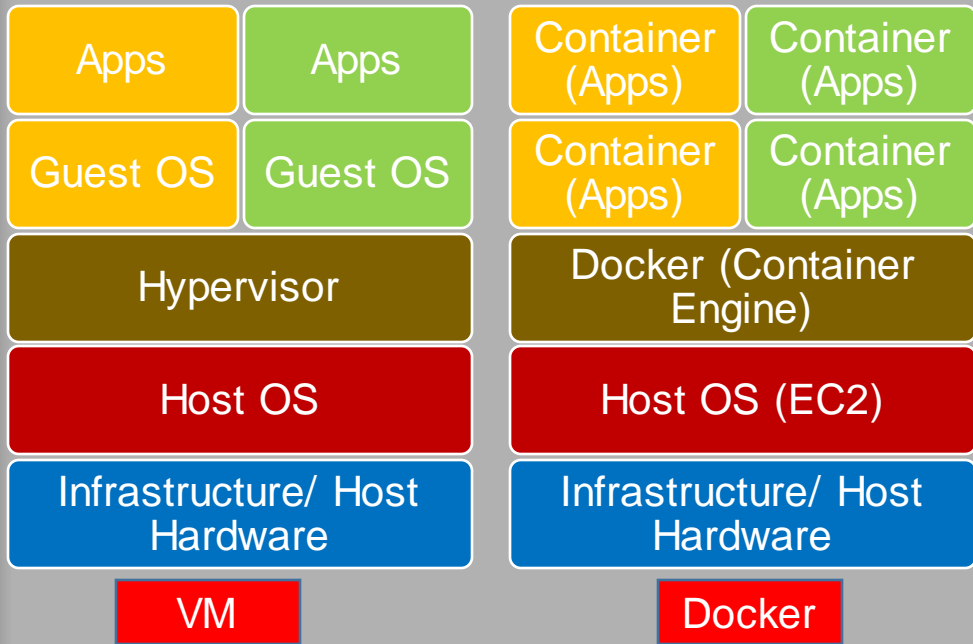 Apps
Apps
Guest OS
Guest OS
Hypervisor
Host OS
Infrastructure/ Host
Hardware
VM
Container
(Apps)
Container
(Apps)
Container
(Apps)
Container
(Apps)
Docker (Container
Engine)
Host OS (EC2)
Infrastructure/ Host
Hardware
Docker